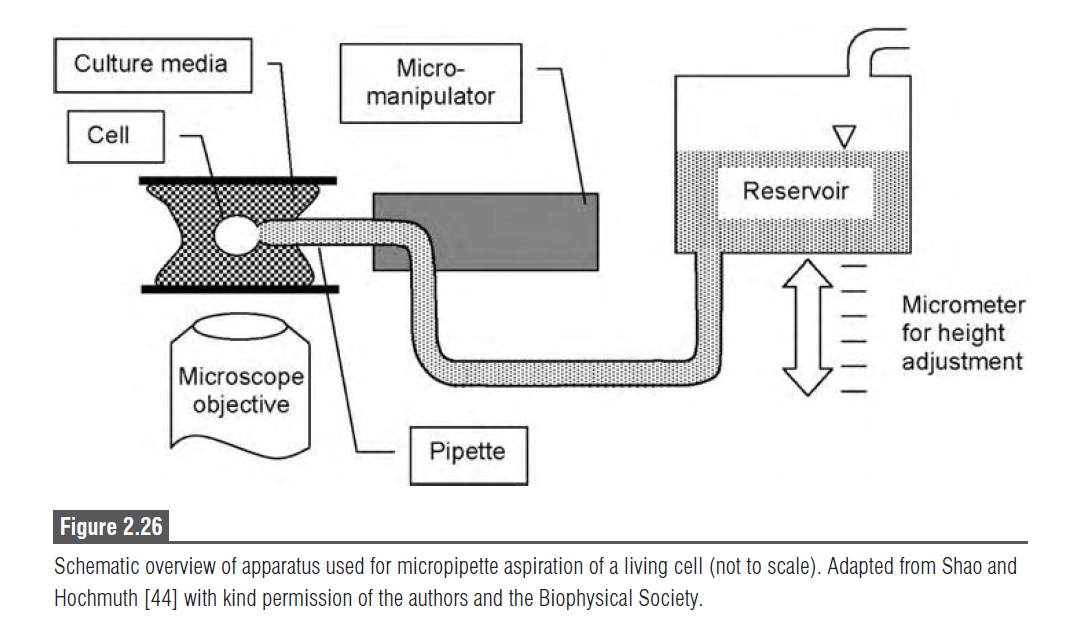 Culture media
Cell
Micro-
manipulator
Reservoir
Micrometer
for height
adjustment
Microscope
objective
Pipette
Figure 2.26
Schematic overview of apparatus used for micropipette aspiration of a living cell (not to scale). Adapted from Shao and
Hochmuth [44] with kind permission of the authors and the Biophysical Society.